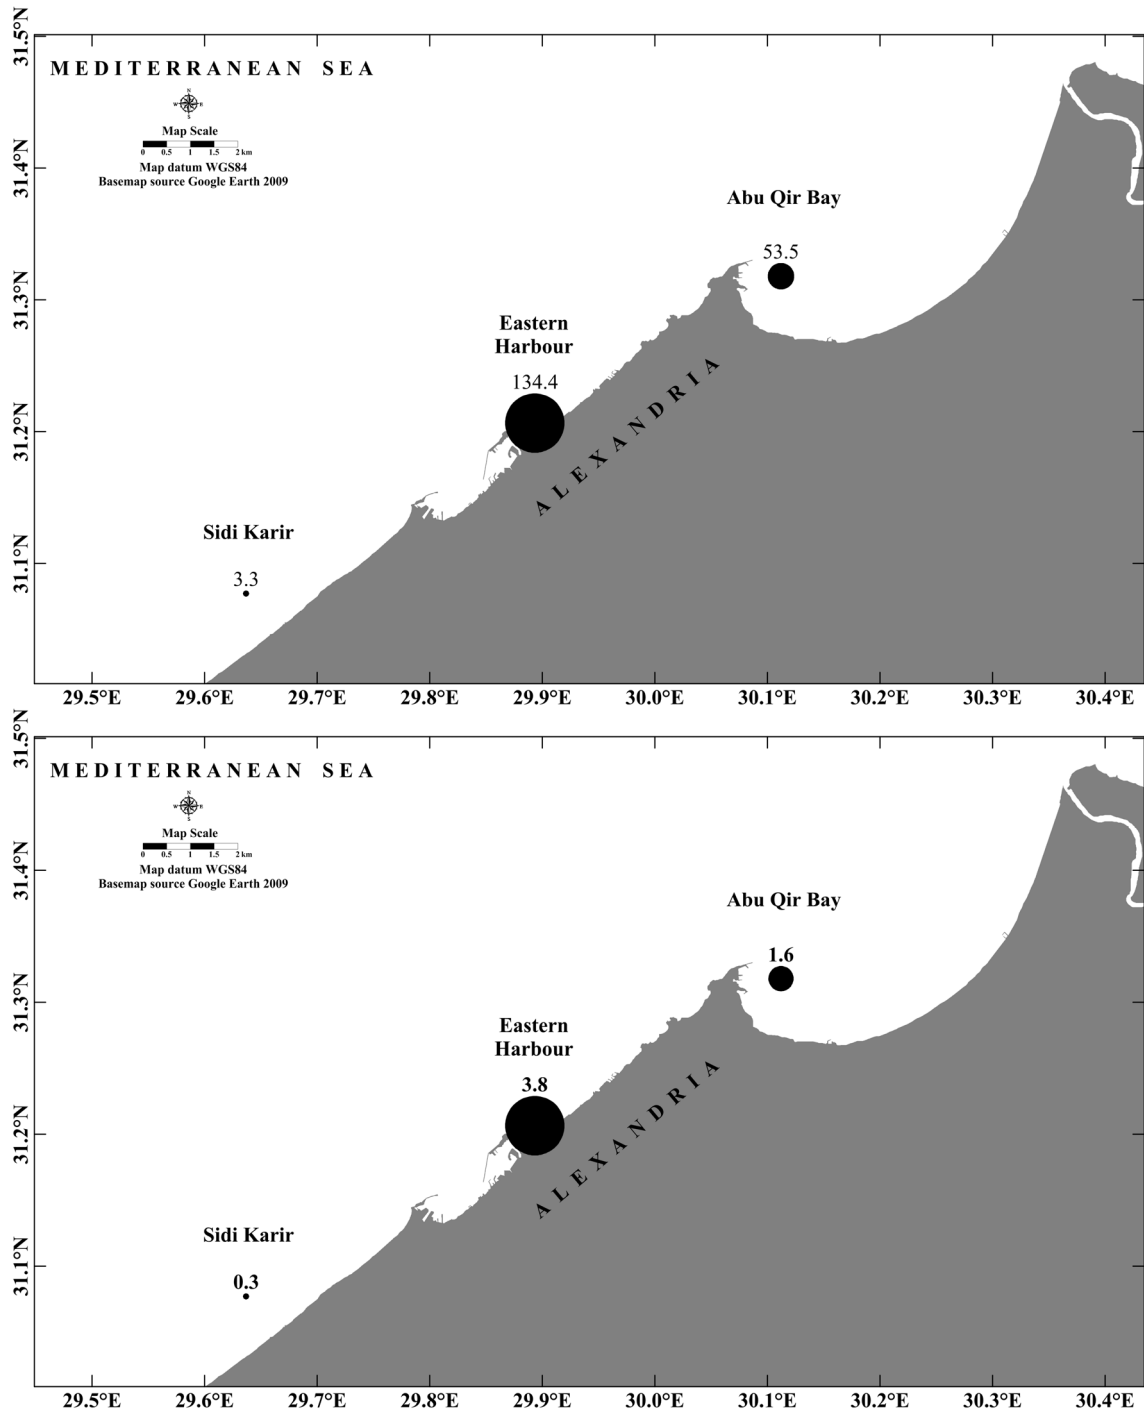 31.5°N
MEDITERRANEAN SEA
N
W E
S
Map Scale
0 0.5 1 1.5 2 km
Map datum WGS84
Basemap source Google Earth 2009
31.4°N
Abu Qir Bay
53.5
31.3°N
Eastern
Harbour
134.4
ALEXANDRIA
31.2°N
Sidi Karir
3.3
31.1°N
29.5°E 29.6°E 29.7°E 29.8°E 29.9°E 30.0°E 30.1°E 30.2°E 30.3°E 30.4°E
31.5°N
MEDITERRANEAN SEA
N
W E
S
Map Scale
0 0.5 1 1.5 2 km
Map datum WGS84
Basemap source Google Earth 2009
31.4°N
Abu Qir Bay
1.6
31.3°N
Eastern
Harbour
3.8
ALEXANDRIA
31.2°N
Sidi Karir
0.3
31.1°N
29.5°E 29.6°E 29.7°E 29.8°E 29.9°E 30.0°E 30.1°E 30.2°E 30.3°E 30.4°E